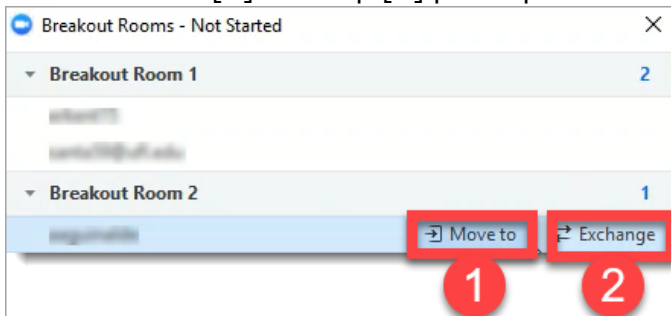 Breakout Rooms - Not Started
Breakout Room 1 2
Breakout Room 2 1
Move to Exchange
1 2